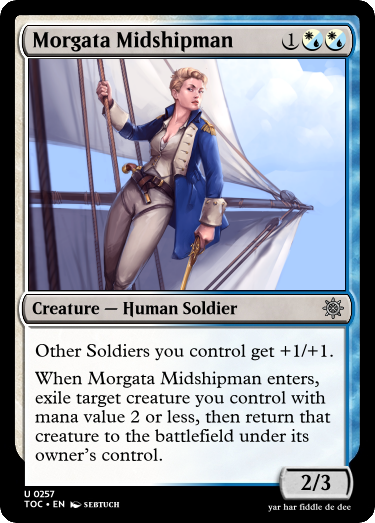 Morgata Midshipman 1
Creature — Human Soldier
Other Soldiers you control get +1/+1.
When Morgata Midshipman enters,
exile target creature you control with
mana value 2 or less, then return that
creature to the battlefield under its
owner's control.
2/3
U 0257
TOC • EN SEBTUCH
yar har fiddle de dee